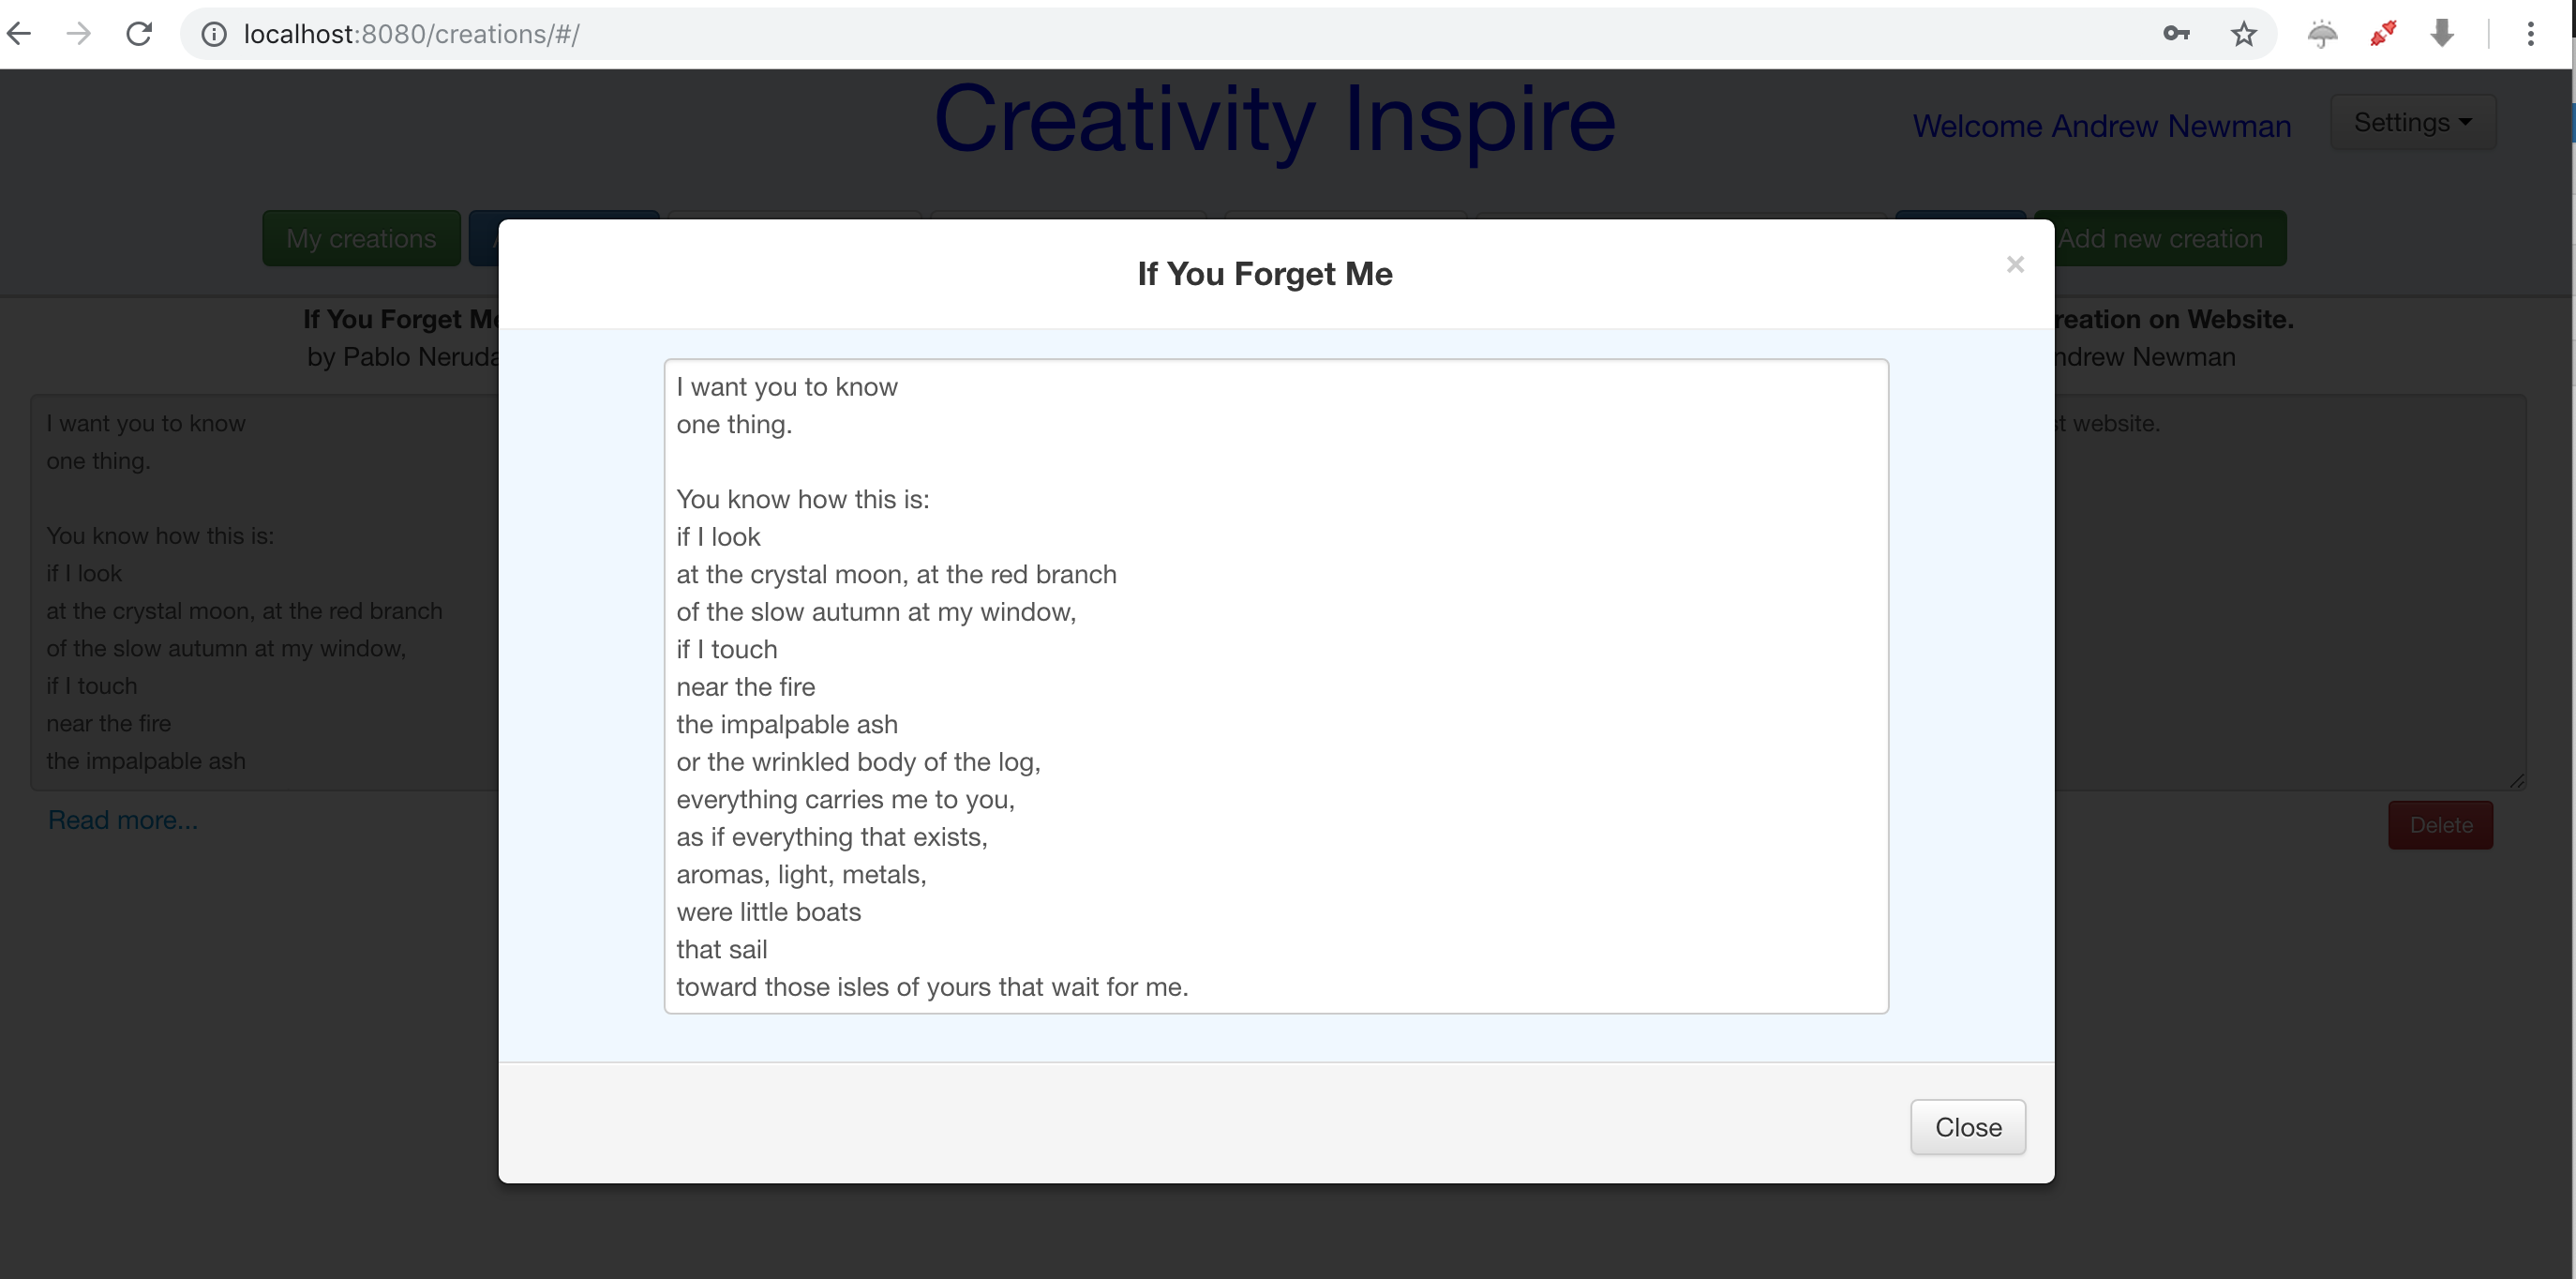 localhost:8080/creations/#/
Creativity Inspire
Welcome Andrew Newman
Settings
My creations
Add new creation
If You Forget Me
by Pablo Neruda
I want you to know
one thing.

You know how this is:
if I look
at the crystal moon, at the red branch
of the slow autumn at my window,
if I touch
near the fire
the impalpable ash
Read more...
If You Forget Me
×
I want you to know
one thing.

You know how this is:
if I look
at the crystal moon, at the red branch
of the slow autumn at my window,
if I touch
near the fire
the impalpable ash
or the wrinkled body of the log,
everything carries me to you,
as if everything that exists,
aromas, light, metals,
were little boats
that sail
toward those isles of yours that wait for me.
Close
reation on Website.
ndrew Newman
website.
Delete